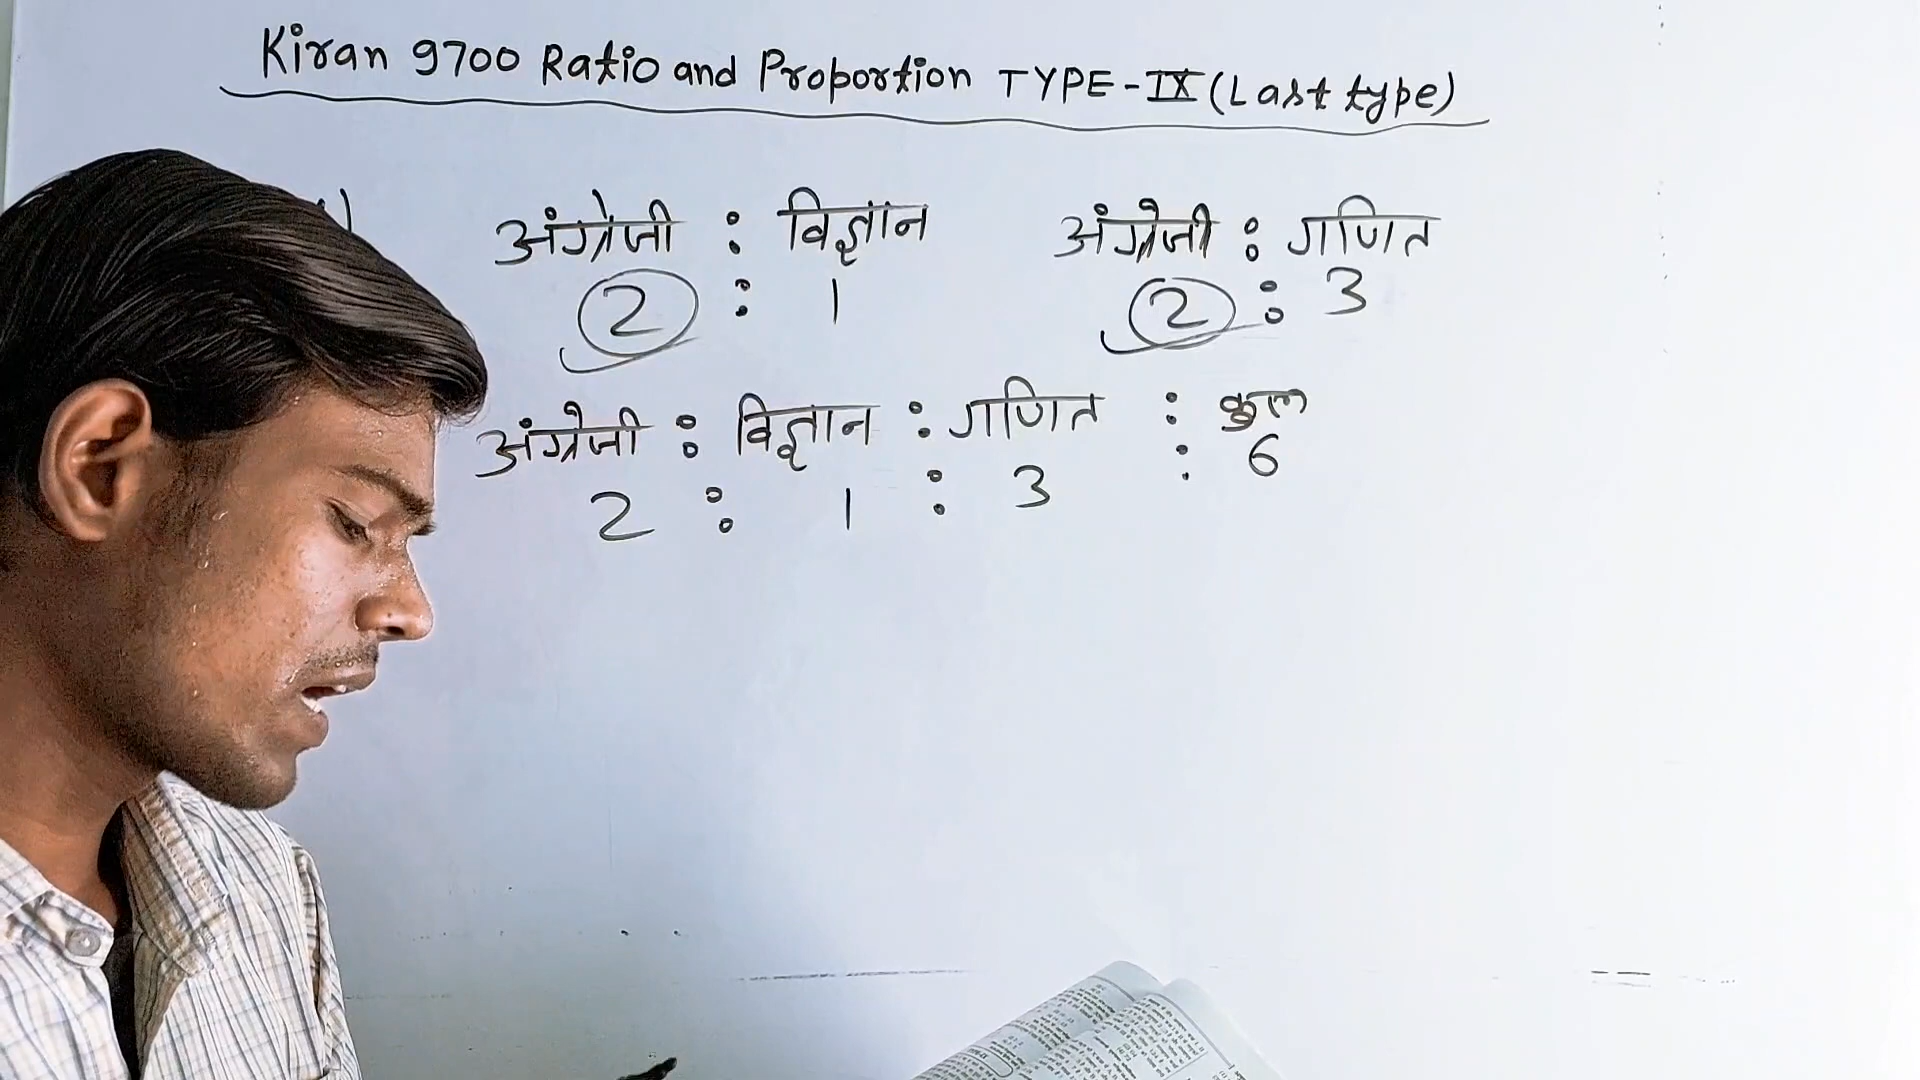 Kiran 9700 Ratio and Proportion TYPE-IX (Last type)
अंग्रेजी : विज्ञान अंग्रेजी : गणित
2 : 1 2 : 3
अंग्रेजी : विज्ञान : गणित : कुल
2 : 1 : 3 : 6